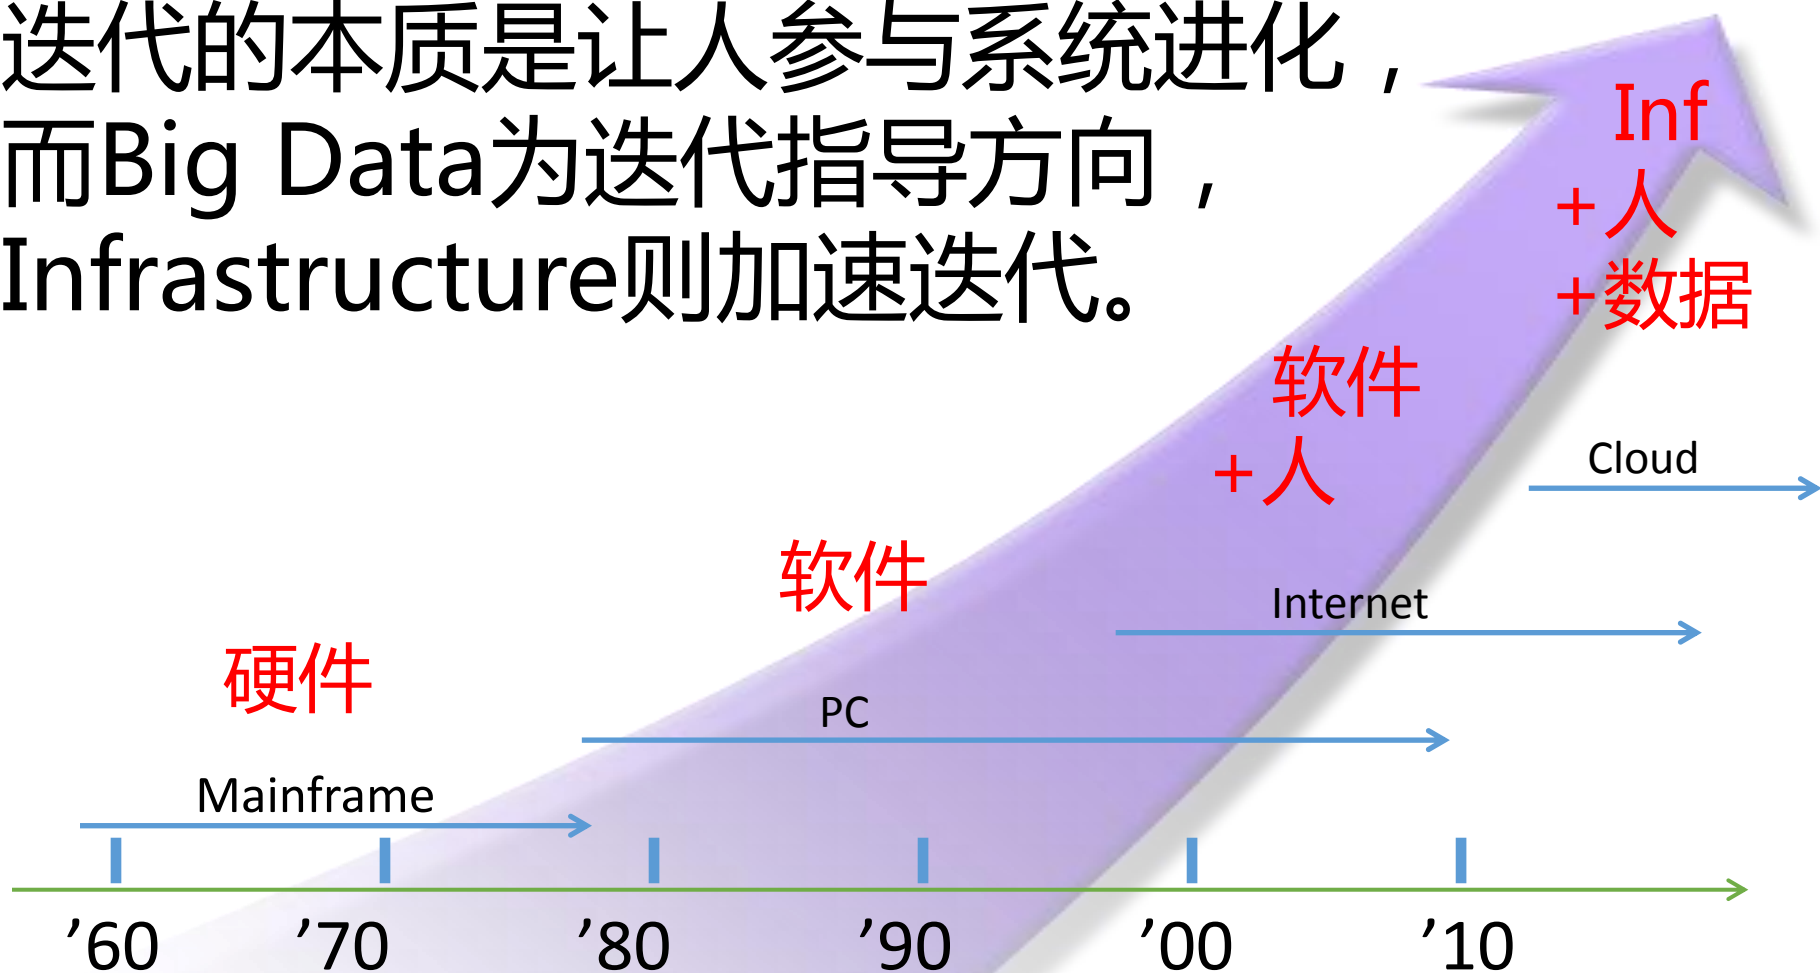 迭代的本质是让人参与系统进化，
而Big Data为迭代指导方向，
Infrastructure则加速迭代。
Inf
+人
+数据
软件
+人
Cloud
软件
Internet
硬件
PC
Mainframe
’60 ’70 ’80 ’90 ’00 ’10